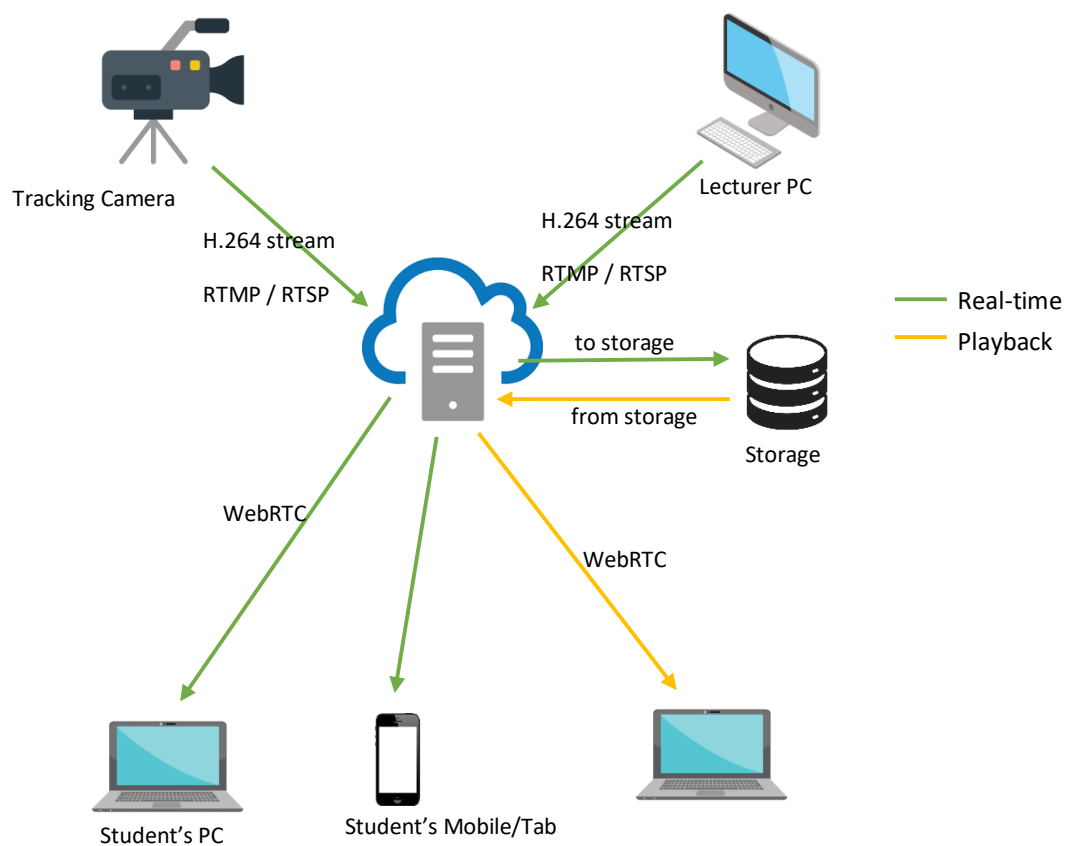 Tracking Camera
Lecturer PC
H.264 stream
RTMP / RTSP
H.264 stream
RTMP / RTSP
Real-time
Playback
to storage
from storage
Storage
WebRTC
WebRTC
Student’s PC
Student’s Mobile/Tab